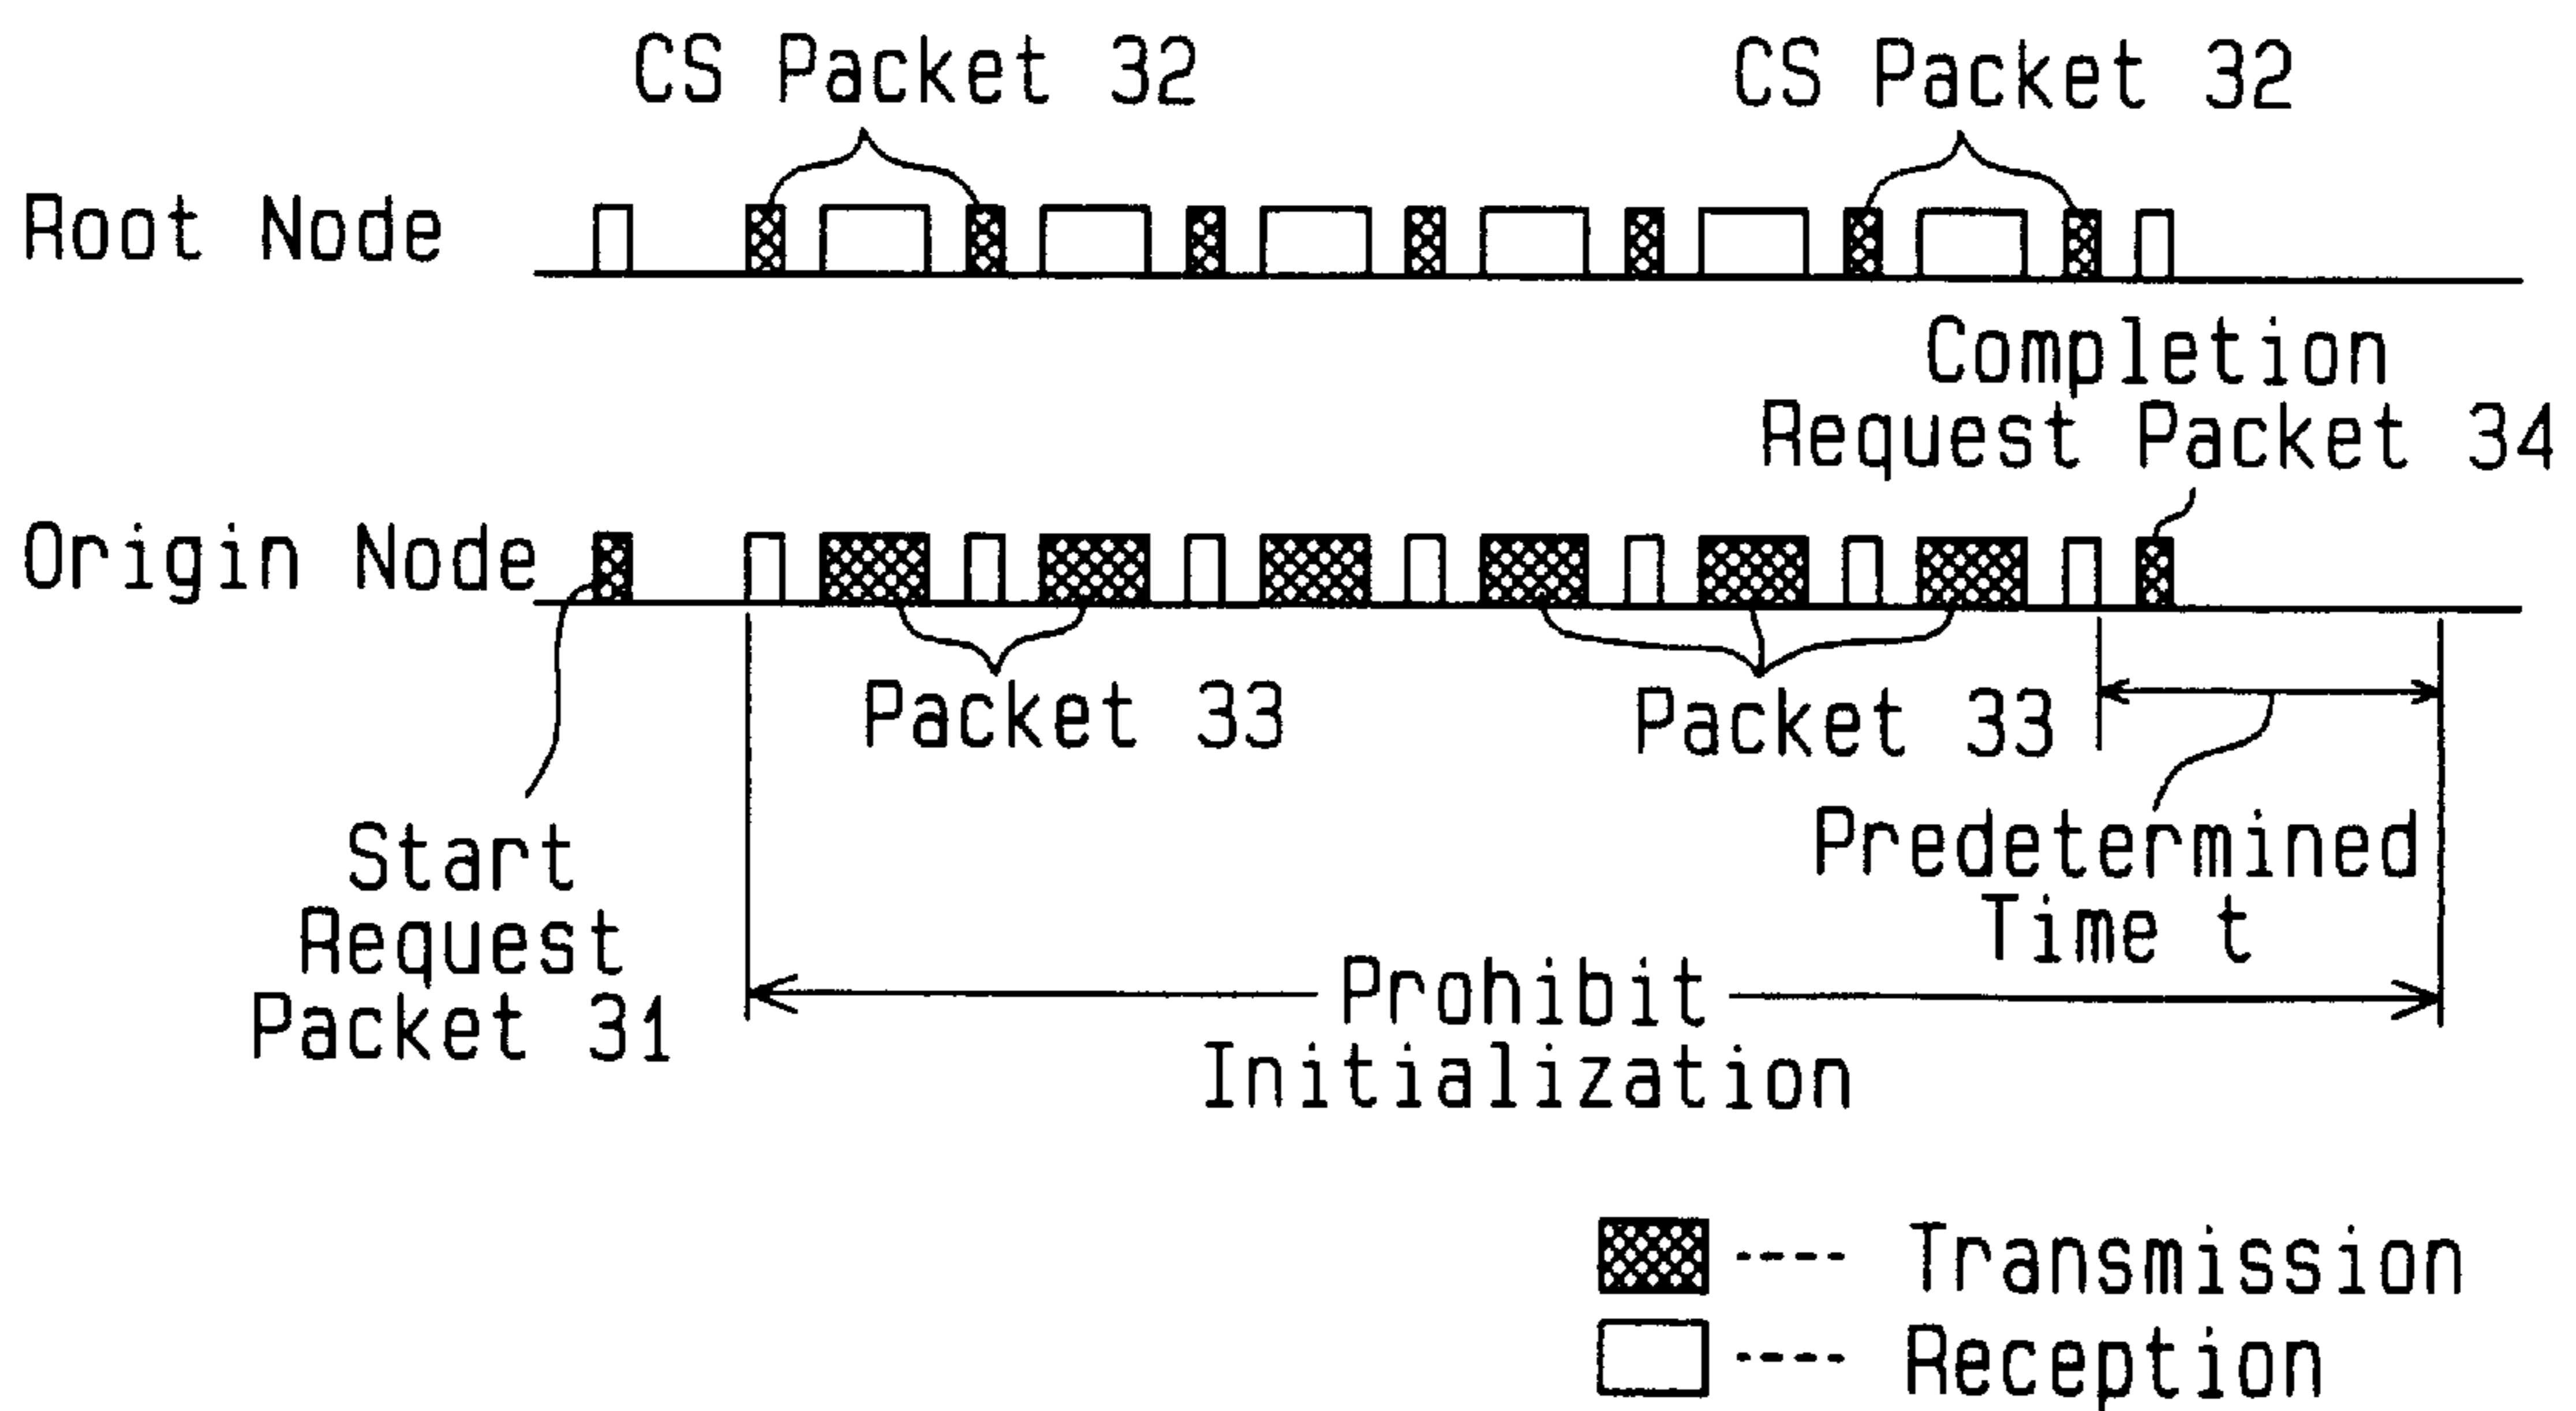 CS Packet 32
CS Packet 32
Root Node
Completion
Request Packet 34
Origin Node
Packet 33
Packet 33
Start
Request
Packet 31
Predetermined
Time t
Prohibit
Initialization
---- Transmission
---- Reception